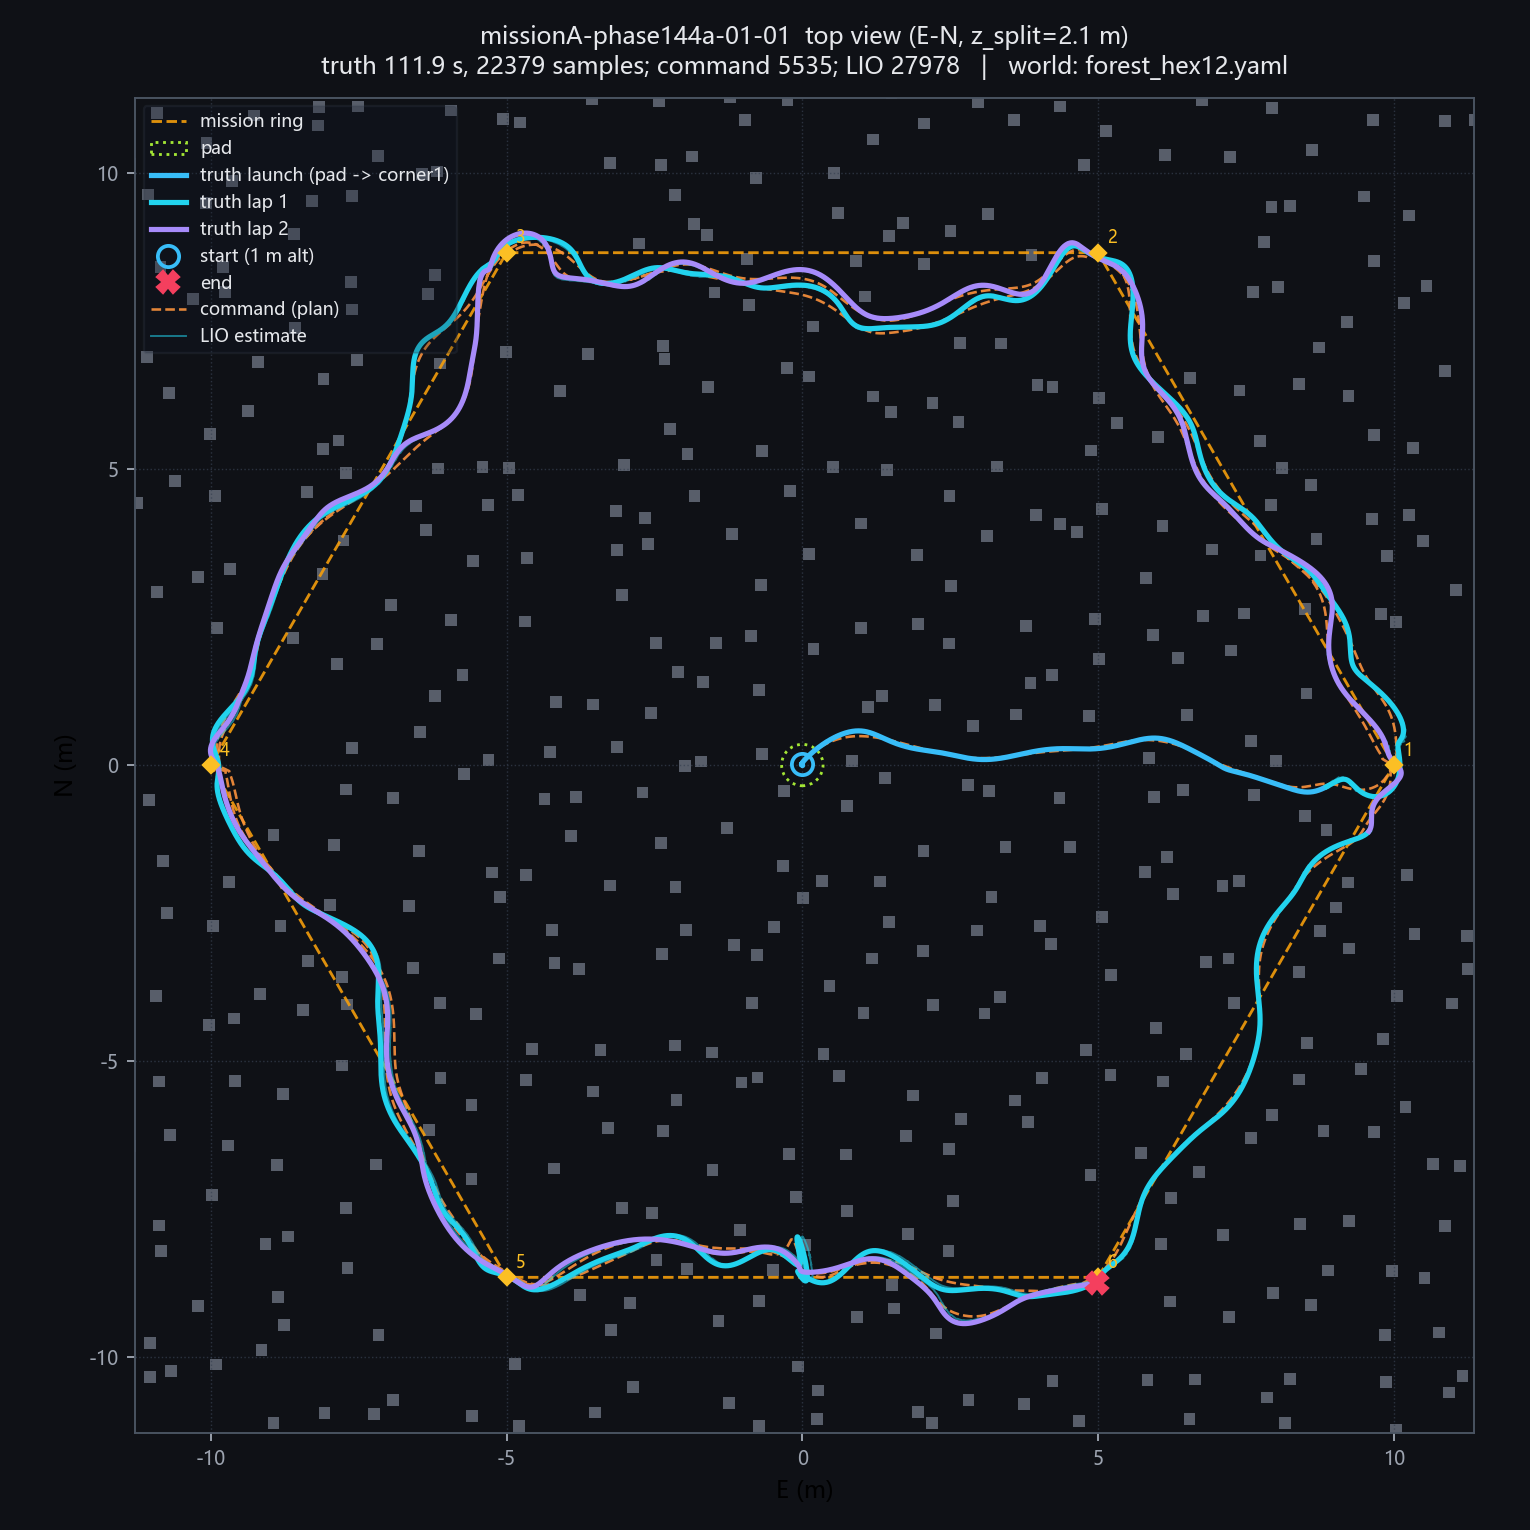 missionA-phase144a-01-01  top view (E-N, z_split=2.1 m)
truth 111.9 s, 22379 samples; command 5535; LIO 27978   |   world: forest_hex12.yaml
mission ring
pad
truth launch (pad -> corner1)
truth lap 1
truth lap 2
start (1 m alt)
end
command (plan)
LIO estimate
3
2
4
1
5
6
10
5
0
-5
-10
N (m)
-10
-5
0
5
10
E (m)